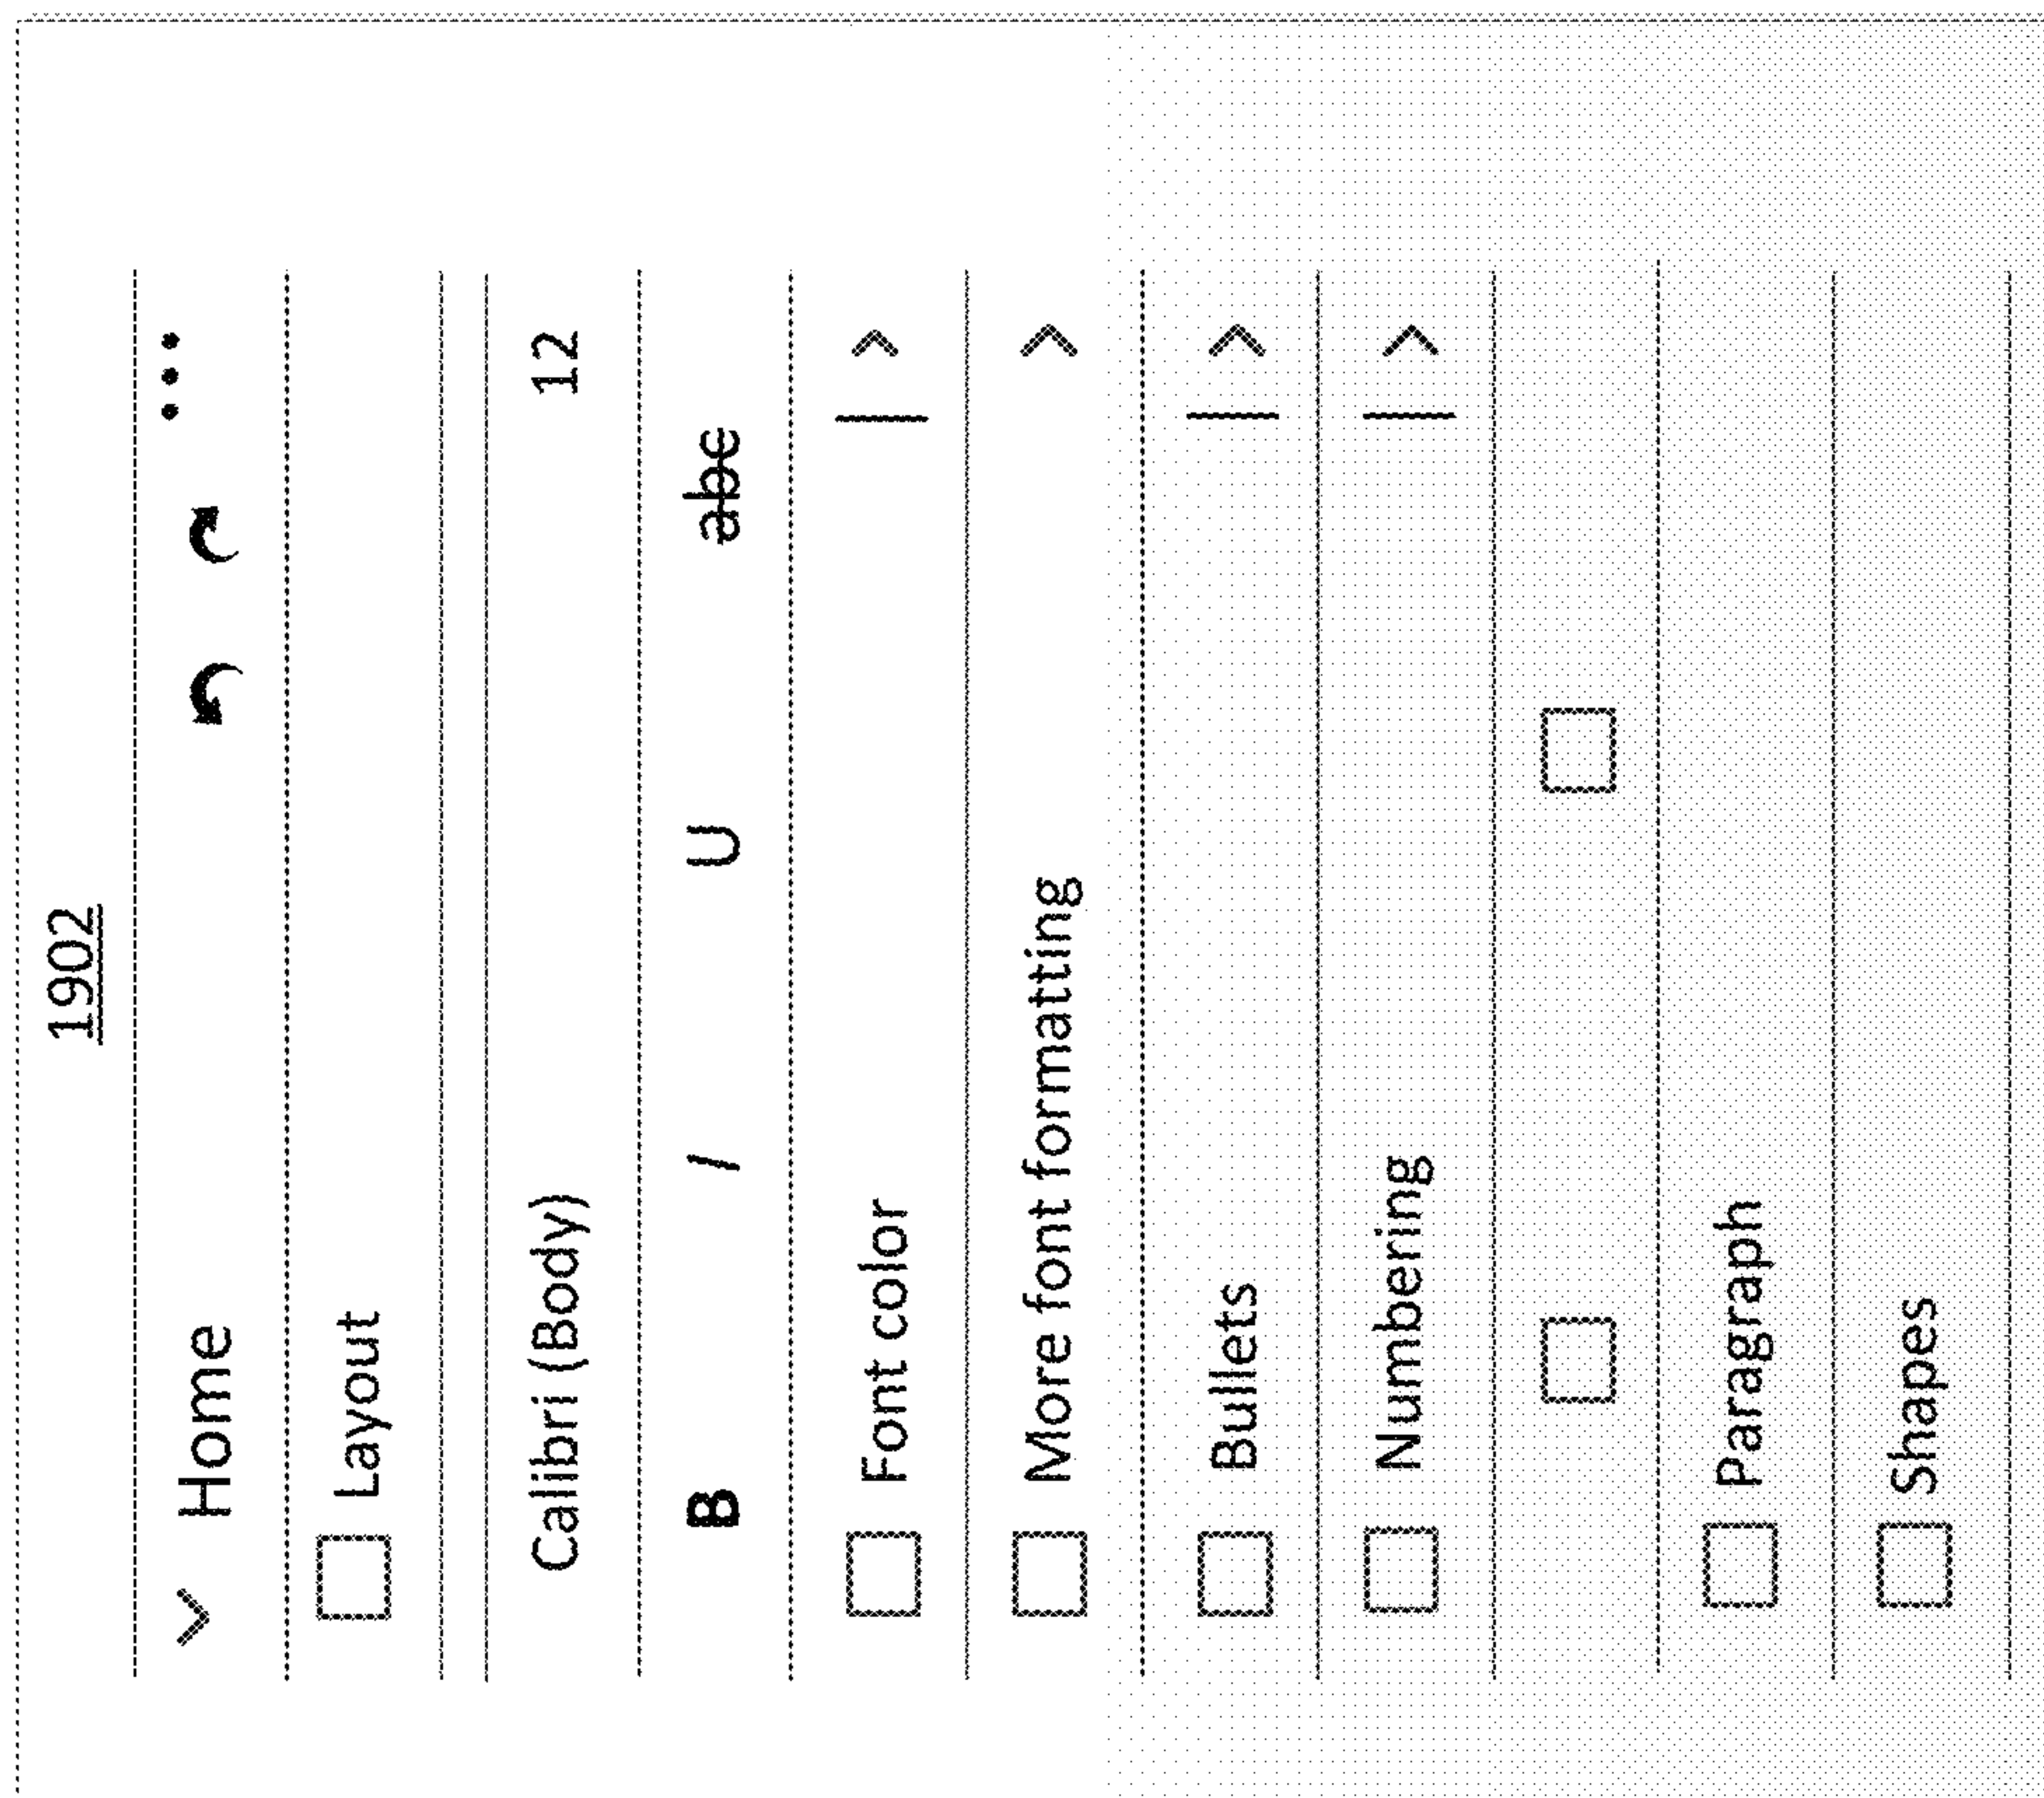 1902
Home
Layout
Calibri (Body) 12
B I U abc
Font color
More font formatting
Bullets
Numbering
Paragraph
Shapes